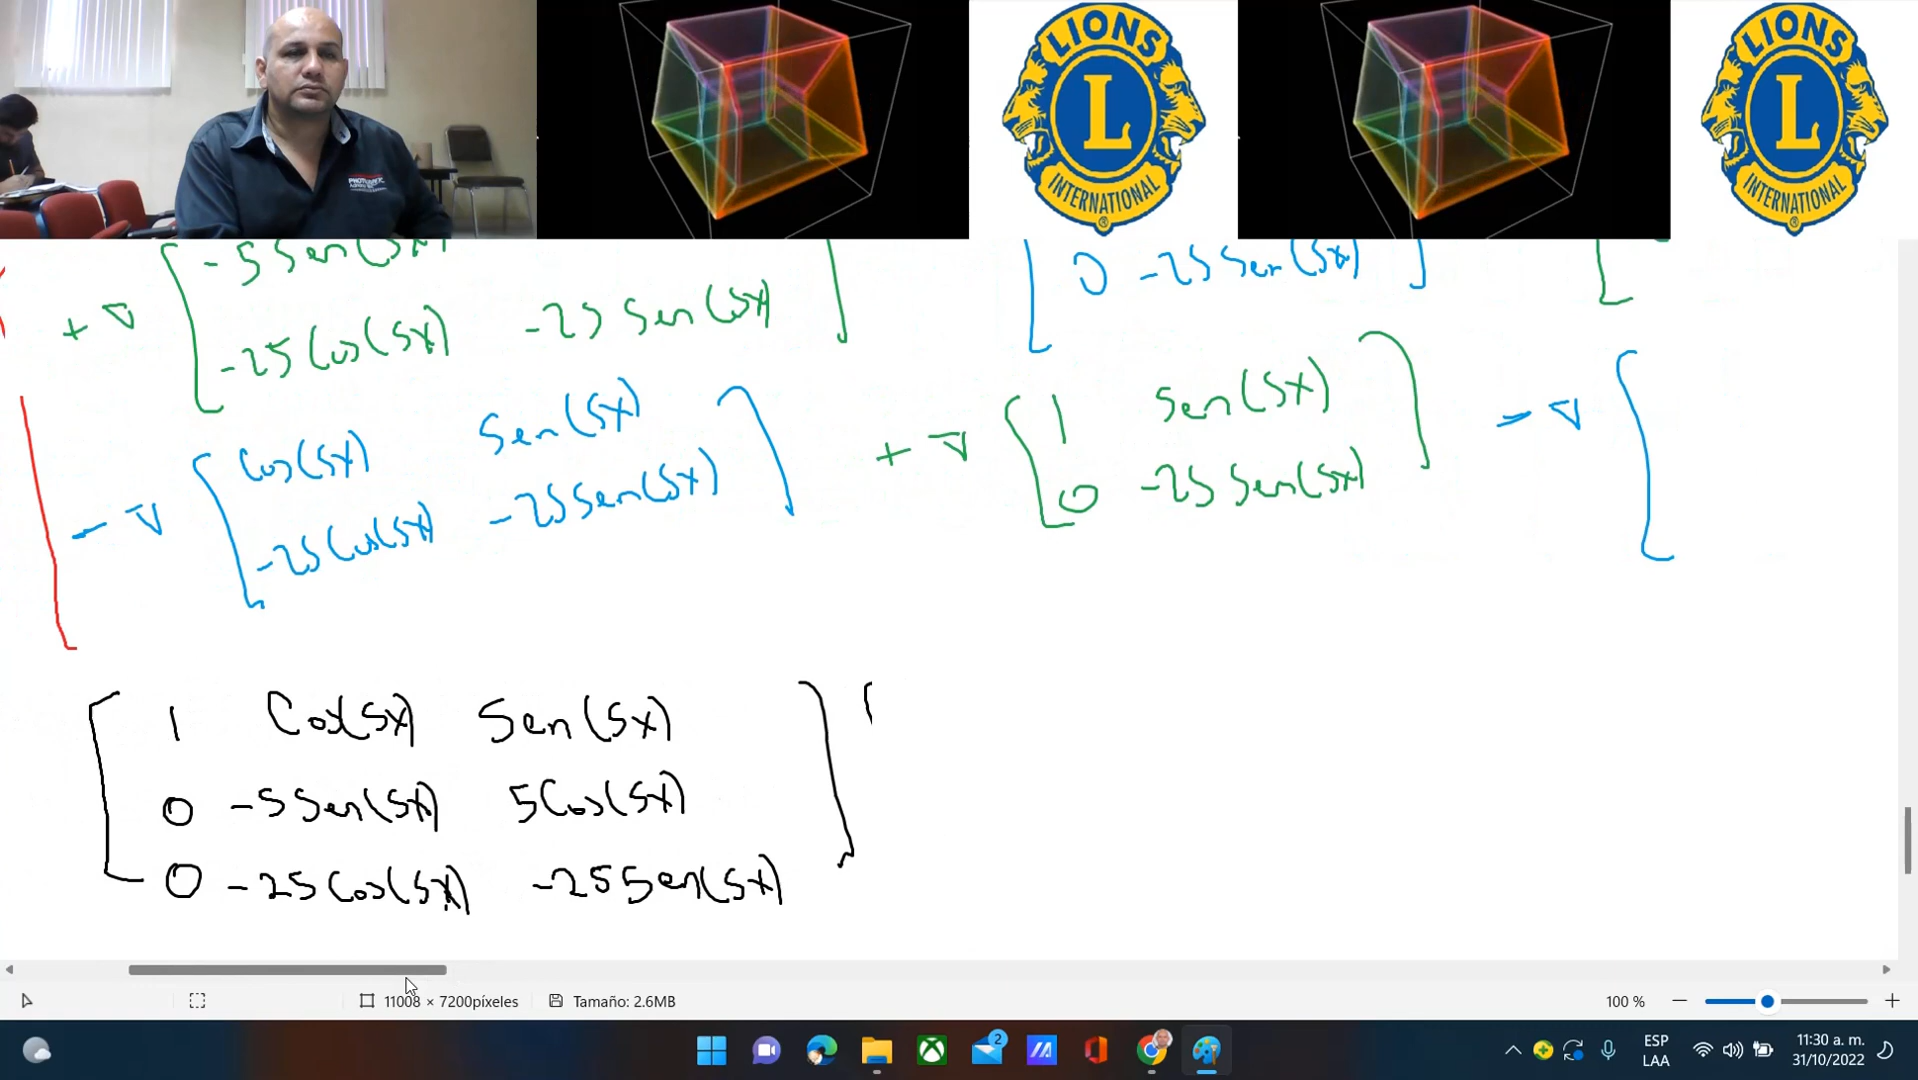 LIONS
L
INTERNATIONAL
®
LIONS
L
INTERNATIONAL
®
-5 Sen(5x)
+ ∇ -25 Cos(5x) -25 Sen(5x)
0 -25 Sen(5x)
- ∇ Cos(5x) Sen(5x)
-25 Cos(5x) -25 Sen(5x)
+ ∇ 1 Sen(5x)
0 -25 Sen(5x)
- ∇
1 Cos(5x) Sen(5x)
0 -5 Sen(5x) 5 Cos(5x)
0 -25 Cos(5x) -25 Sen(5x)
11008 × 7200píxeles
Tamaño: 2.6MB
100 %
2
ESP
LAA
11:30 a. m.
31/10/2022